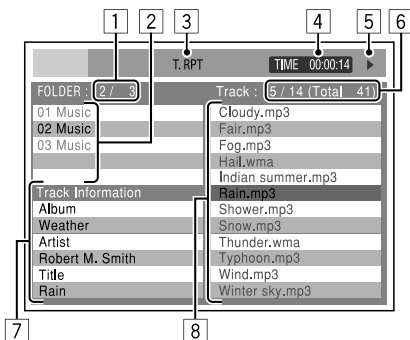 1 2 3 4 5 6
T. RPT TIME 00:00:14
FOLDER : 2 / 3 Track : 5 / 14 (Total 41)
01 Music
02 Music
03 Music
Track Information
Album
Weather
Artist
Robert M. Smith
Title
Rain
Cloudy.mp3
Fair.mp3
Fog.mp3
Hail.wma
Indian summer.mp3
Rain.mp3
Shower.mp3
Snow.mp3
Thunder.wma
Typhoon.mp3
Wind.mp3
Winter sky.mp3
7 8